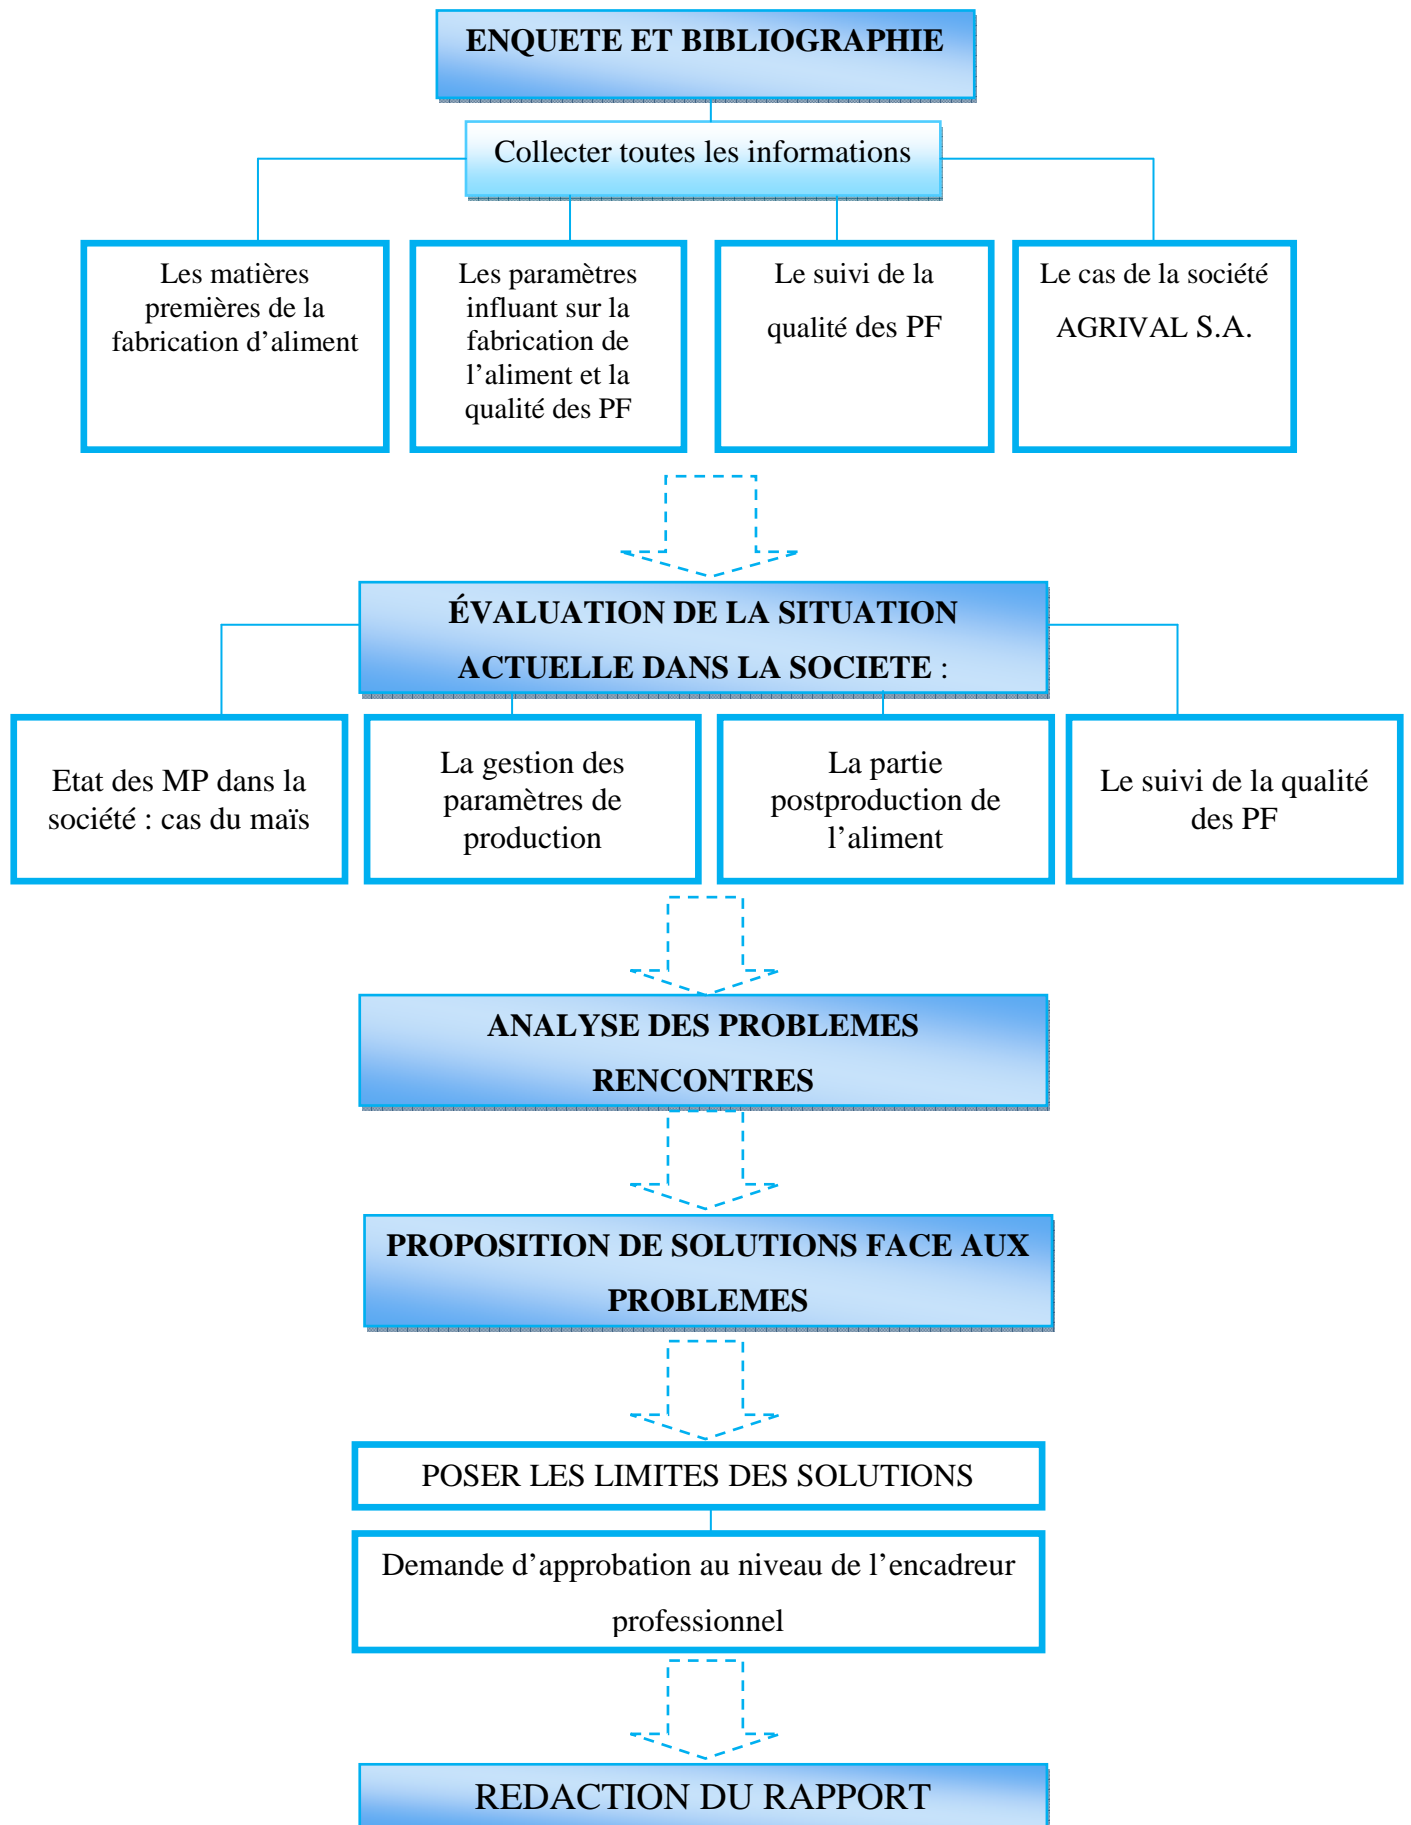 ENQUETE ET BIBLIOGRAPHIE
Collecter toutes les informations
Les matières
premières de la
fabrication d’aliment
Les paramètres
influant sur la
fabrication de
l’aliment et la
qualité des PF
Le suivi de la
qualité des PF
Le cas de la société
AGRIVAL S.A.
ÉVALUATION DE LA SITUATION
ACTUELLE DANS LA SOCIETE :
Etat des MP dans la
société : cas du maïs
La gestion des
paramètres de
production
La partie
postproduction de
l’aliment
Le suivi de la qualité
des PF
ANALYSE DES PROBLEMES
RENCONTRES
PROPOSITION DE SOLUTIONS FACE AUX
PROBLEMES
POSER LES LIMITES DES SOLUTIONS
Demande d’approbation au niveau de l’encadreur
professionnel
REDACTION DU RAPPORT